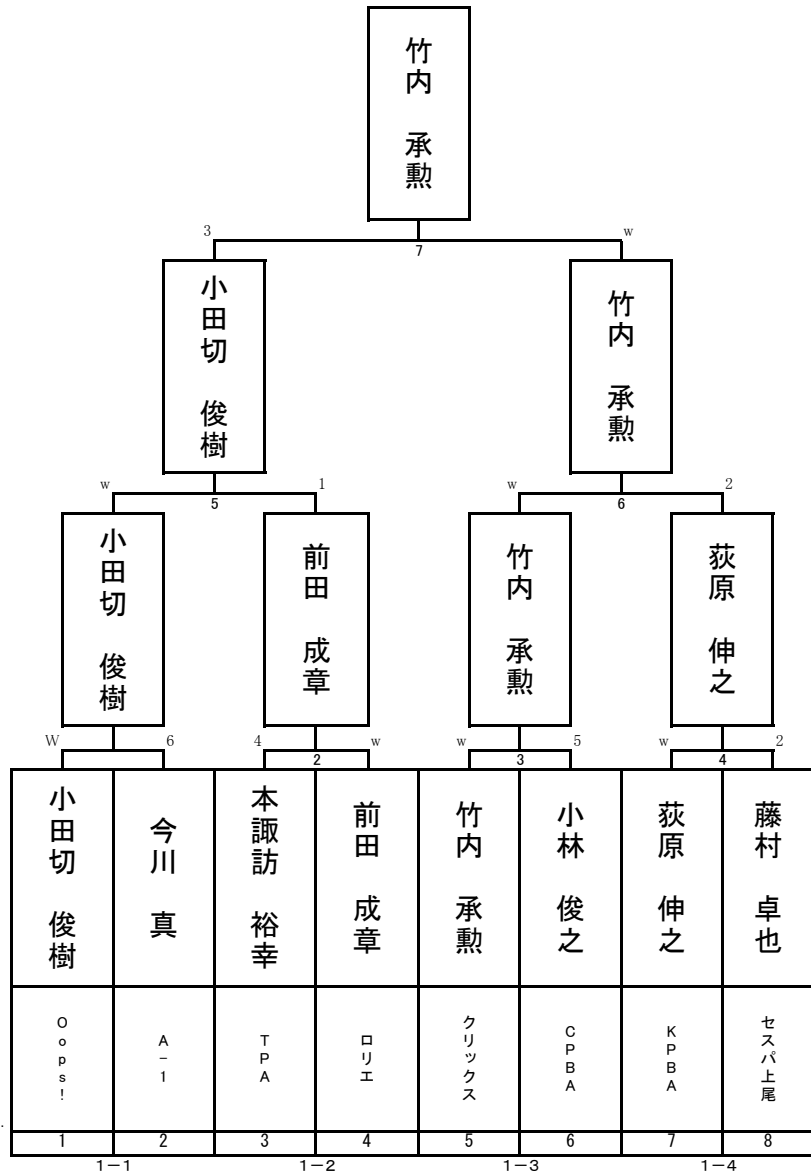 竹内 承勲
3
w
7
小田切 俊樹
竹内 承勲
w
1
w
2
5
6
小田切 俊樹
前田 成章
竹内 承勲
荻原 伸之
W
6
4
w
w
5
w
2
2
3
4
小田切 俊樹
今川 真
本諏訪 裕幸
前田 成章
竹内 承勲
小林 俊之
荻原 伸之
藤村 卓也
Oops!
A-1
TPA
ロリエ
クリックス
CPBA
KPBA
セスパ上尾
.
1
2
3
4
5
6
7
8
1-1
1-2
1-3
1-4